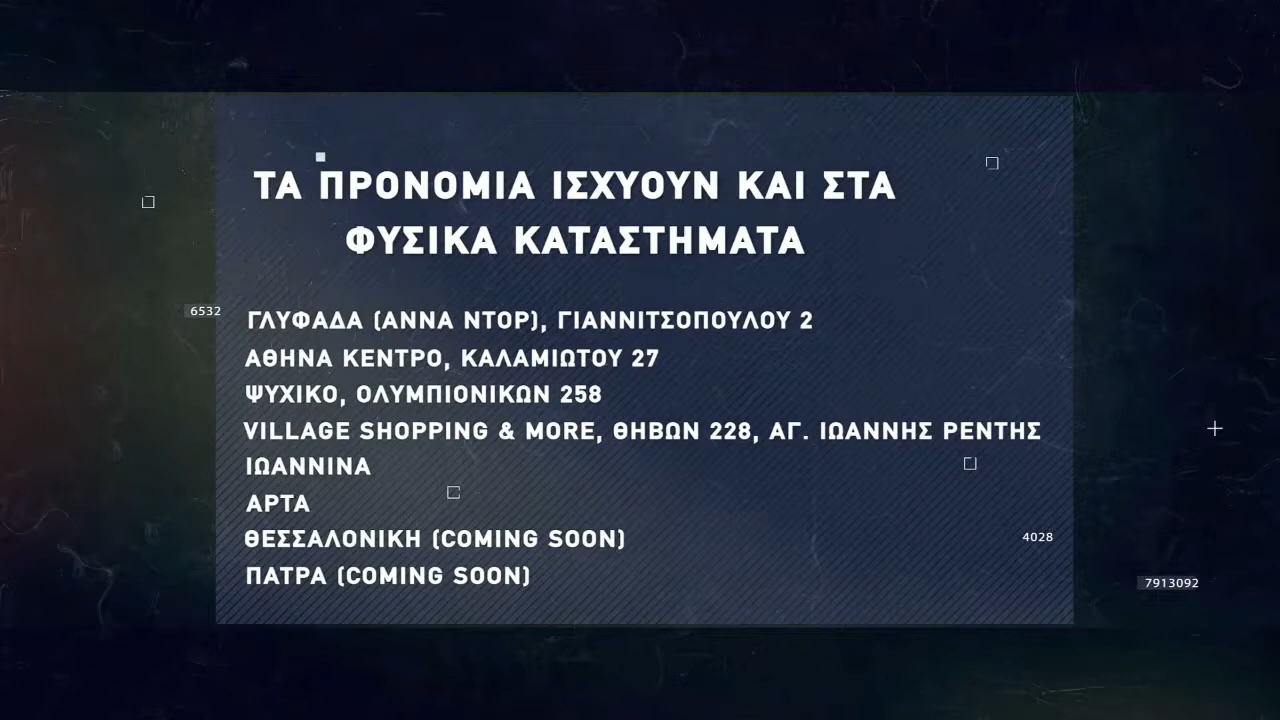 ΤΑ ΠΡΟΝΟΜΙΑ ΙΣΧΥΟΥΝ ΚΑΙ ΣΤΑ
ΦΥΣΙΚΑ ΚΑΤΑΣΤΗΜΑΤΑ
6532
ΓΛΥΦΑΔΑ (ΑΝΝΑ ΝΤΟΡ), ΓΙΑΝΝΙΤΣΟΠΟΥΛΟΥ 2
ΑΘΗΝΑ ΚΕΝΤΡΟ, ΚΑΛΑΜΙΩΤΟΥ 27
ΨΥΧΙΚΟ, ΟΛΥΜΠΙΟΝΙΚΩΝ 258
VILLAGE SHOPPING & MORE, ΘΗΒΩΝ 228, ΑΓ. ΙΩΑΝΝΗΣ ΡΕΝΤΗΣ
ΙΩΑΝΝΙΝΑ
ΑΡΤΑ
ΘΕΣΣΑΛΟΝΙΚΗ (COMING SOON)
4028
ΠΑΤΡΑ (COMING SOON)
7913092